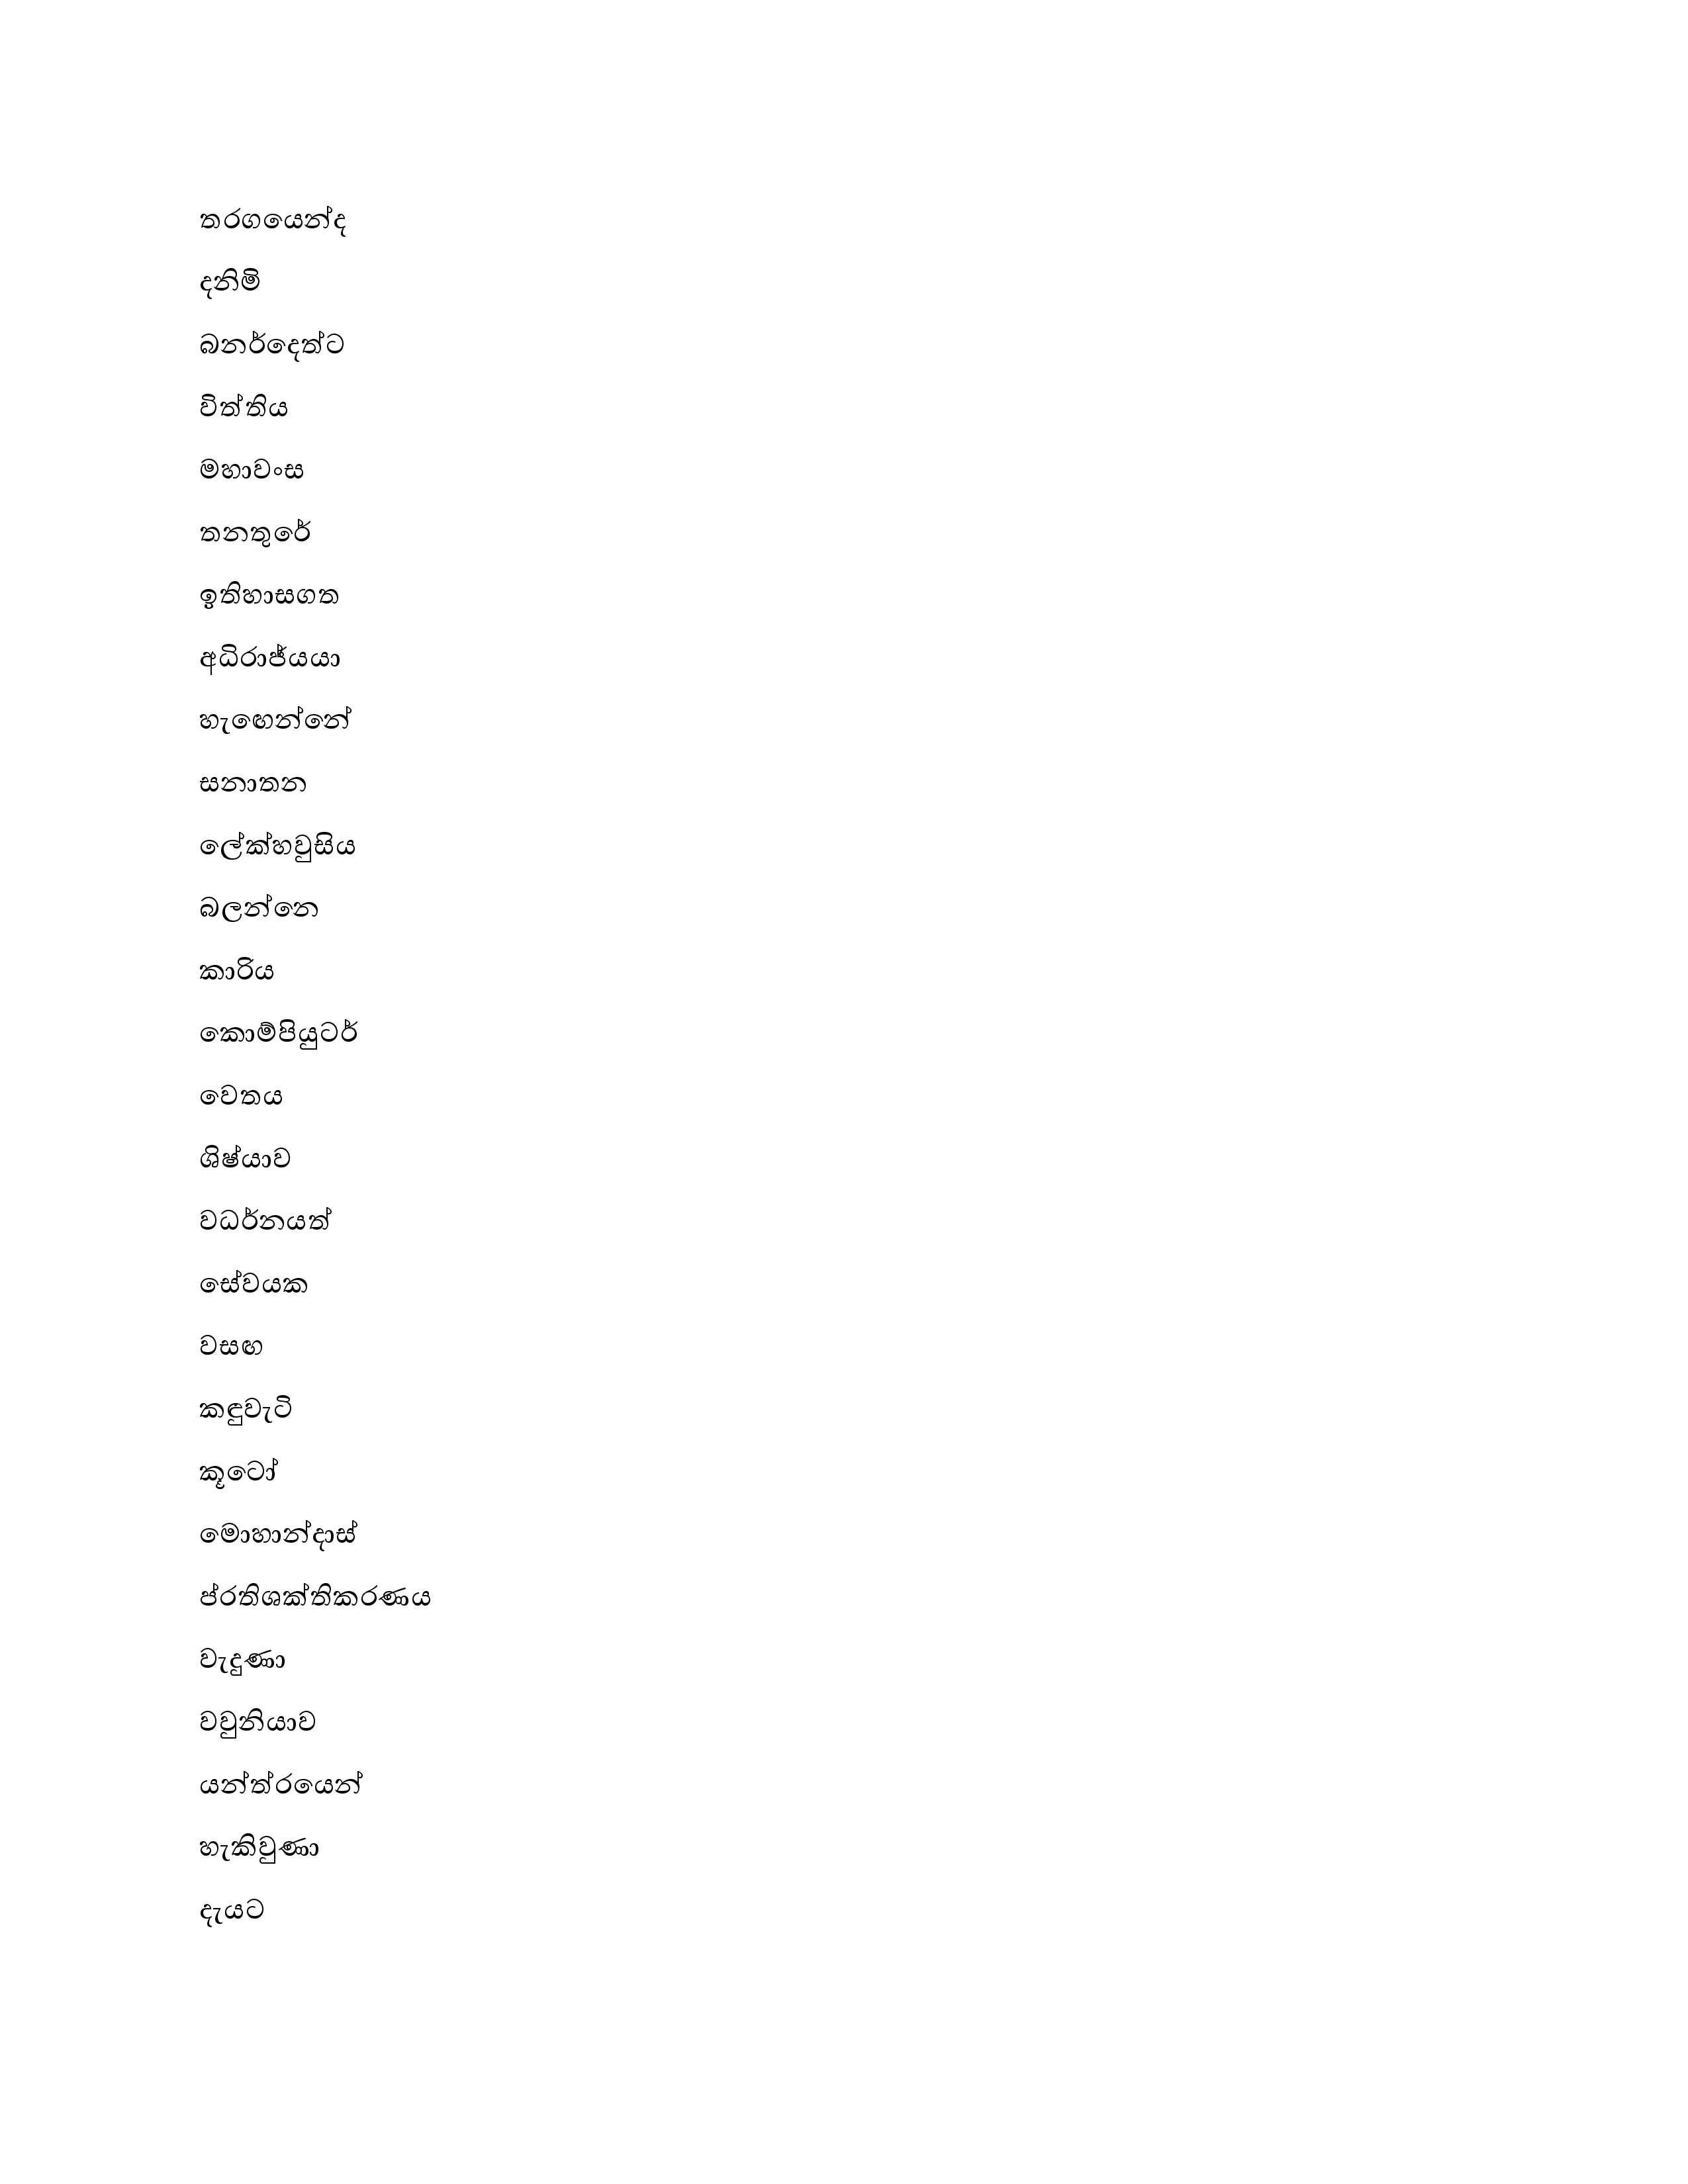 තරගයෙන්ද
දනිමි
බනර්දෙත්ට
විත්තිය
මහාවංස
තනතුරේ
ඉතිහාසගත
අධිරාජ්යයා
හැඟෙන්නේ
සනාතන
ලේක්හවුසිය
බලන්නෙ
කාරිය
කොම්පියුටර්
වෙතය
ශිෂ්යාව
වධර්නයත්
සේවයක
වසඟ
කඳුවැටි
කූටෝ
මොහාන්දාස්
ප්රතිශක්තිකරණය
වැදුණා
වවුනියාව
යන්ත්රයෙන්
හැකිවුණා
දැයට